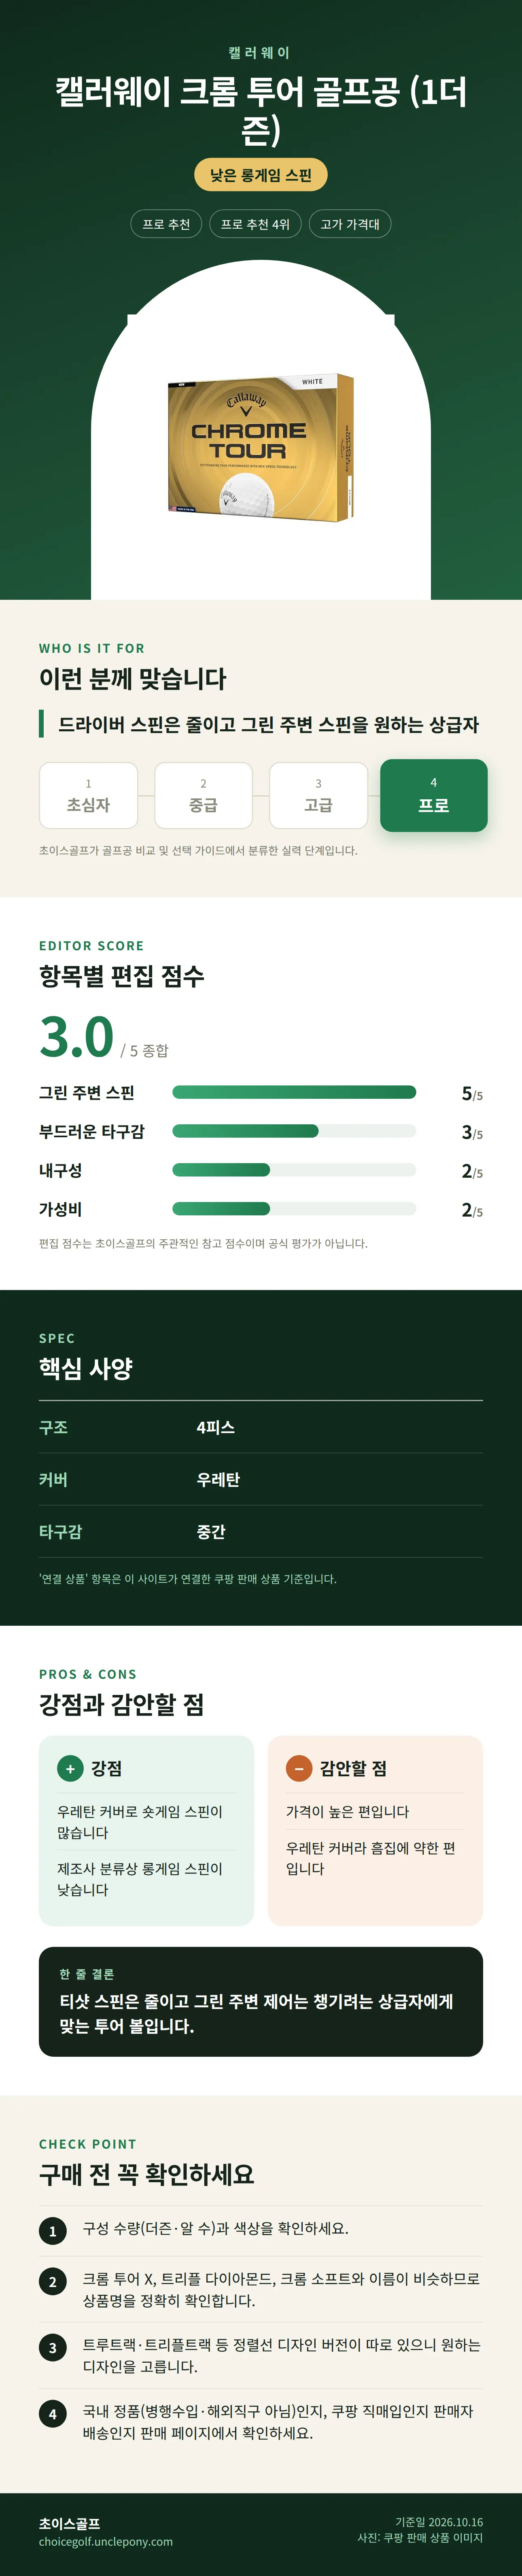 캘러웨이
캘러웨이 크롬 투어 골프공 (1더
즌)
낮은 롱게임 스핀
프로 추천
프로 추천 4위
고가 가격대
WHITE
Callaway
CHROME
TOUR
WHO IS IT FOR
이런 분께 맞습니다
드라이버 스핀은 줄이고 그린 주변 스핀을 원하는 상급자
1
초심자
2
중급
3
고급
4
프로
초이스골프가 골프공 비교 및 선택 가이드에서 분류한 실력 단계입니다.
EDITOR SCORE
항목별 편집 점수
3.0 / 5 종합
그린 주변 스핀 5/5
부드러운 타구감 3/5
내구성 2/5
가성비 2/5
편집 점수는 초이스골프의 주관적인 참고 점수이며 공식 평가가 아닙니다.
SPEC
핵심 사양
구조 4피스
커버 우레탄
타구감 중간
'연결 상품' 항목은 이 사이트가 연결한 쿠팡 판매 상품 기준입니다.
PROS & CONS
강점과 감안할 점
+ 강점
우레탄 커버로 숏게임 스핀이
많습니다
제조사 분류상 롱게임 스핀이
낮습니다
− 감안할 점
가격이 높은 편입니다
우레탄 커버라 흠집에 약한 편
입니다
한 줄 결론
티샷 스핀은 줄이고 그린 주변 제어는 챙기려는 상급자에게
맞는 투어 볼입니다.
CHECK POINT
구매 전 꼭 확인하세요
1 구성 수량(더즌·알 수)과 색상을 확인하세요.
2 크롬 투어 X, 트리플 다이아몬드, 크롬 소프트와 이름이 비슷하므로
상품명을 정확히 확인합니다.
3 트루트랙·트리플트랙 등 정렬선 디자인 버전이 따로 있으니 원하는
디자인을 고릅니다.
4 국내 정품(병행수입·해외직구 아님)인지, 쿠팡 직매입인지 판매자
배송인지 판매 페이지에서 확인하세요.
초이스골프
choicegolf.unclepony.com
기준일 2026.10.16
사진: 쿠팡 판매 상품 이미지